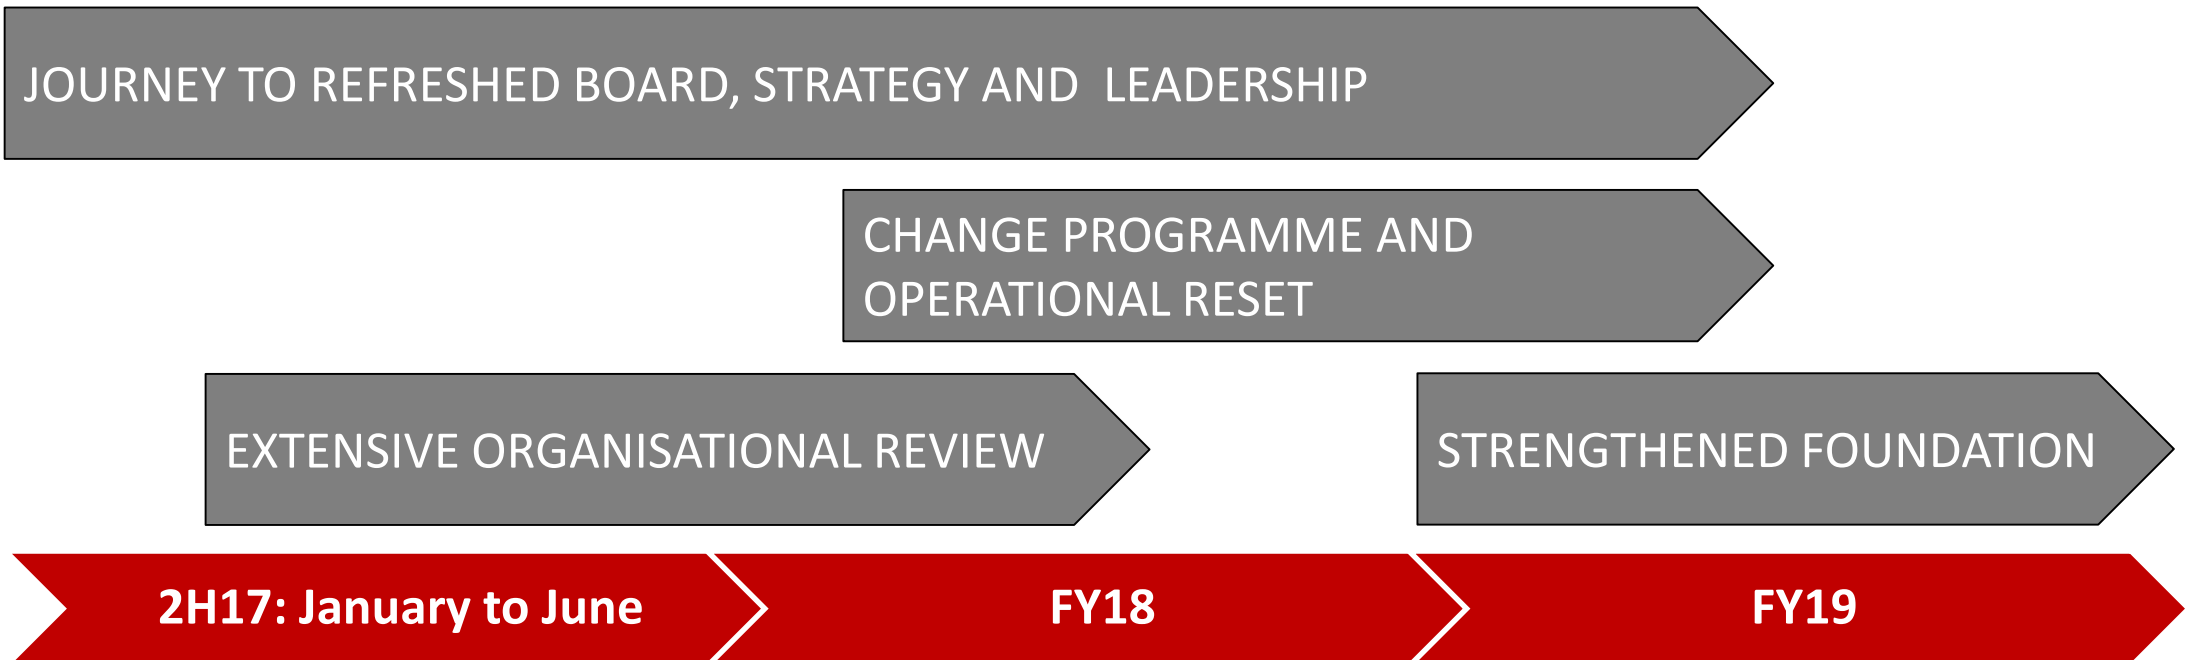 JOURNEY TO REFRESHED BOARD, STRATEGY AND  LEADERSHIP
CHANGE PROGRAMME AND
OPERATIONAL RESET
EXTENSIVE ORGANISATIONAL REVIEW
STRENGTHENED FOUNDATION
2H17: January to June
FY18
FY19